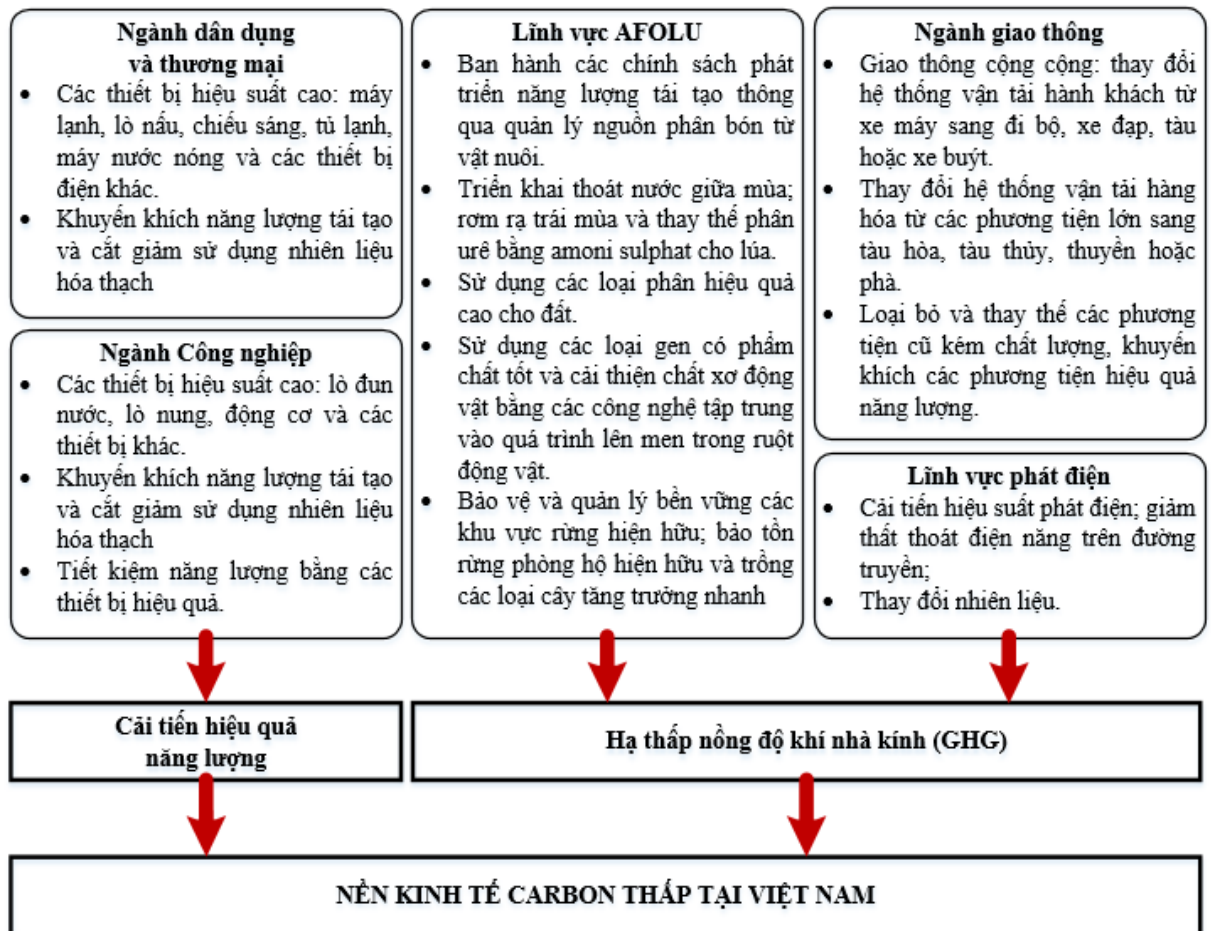 Ngành dân dụng
và thương mại
• Các thiết bị hiệu suất cao: máy
lạnh, lò nấu, chiếu sáng, tủ lạnh,
máy nước nóng và các thiết bị
điện khác.
• Khuyến khích năng lượng tái tạo
và cắt giảm sử dụng nhiên liệu
hóa thạch
Ngành Công nghiệp
• Các thiết bị hiệu suất cao: lò đun
nước, lò nung, động cơ và các
thiết bị khác.
• Khuyến khích năng lượng tái tạo
và cắt giảm sử dụng nhiên liệu
hóa thạch
• Tiết kiệm năng lượng bằng các
thiết bị hiệu quả.
Lĩnh vực AFOLU
• Ban hành các chính sách phát
triển năng lượng tái tạo thông
qua quản lý nguồn phân bón từ
vật nuôi.
• Triển khai thoát nước giữa mùa;
rơm rạ trái mùa và thay thế phân
urê bằng amoni sulphat cho lúa.
• Sử dụng các loại phân hiệu quả
cao cho đất.
• Sử dụng các loại gen có phẩm
chất tốt và cải thiện chất xơ động
vật bằng các công nghệ tập trung
vào quá trình lên men trong ruột
động vật.
• Bảo vệ và quản lý bền vững các
khu vực rừng hiện hữu; bảo tồn
rừng phòng hộ hiện hữu và trồng
các loại cây tăng trưởng nhanh
Ngành giao thông
• Giao thông cộng cộng: thay đổi
hệ thống vận tải hành khách từ
xe máy sang đi bộ, xe đạp, tàu
hoặc xe buýt.
• Thay đổi hệ thống vận tải hàng
hóa từ các phương tiện lớn sang
tàu hỏa, tàu thủy, thuyền hoặc
phà.
• Loại bỏ và thay thế các phương
tiện cũ kém chất lượng, khuyến
khích các phương tiện hiệu quả
năng lượng.
Lĩnh vực phát điện
• Cải tiến hiệu suất phát điện; giảm
thất thoát điện năng trên đường
truyền;
• Thay đổi nhiên liệu.
Cải tiến hiệu quả
năng lượng
Hạ thấp nồng độ khí nhà kính (GHG)
NỀN KINH TẾ CARBON THẤP TẠI VIỆT NAM